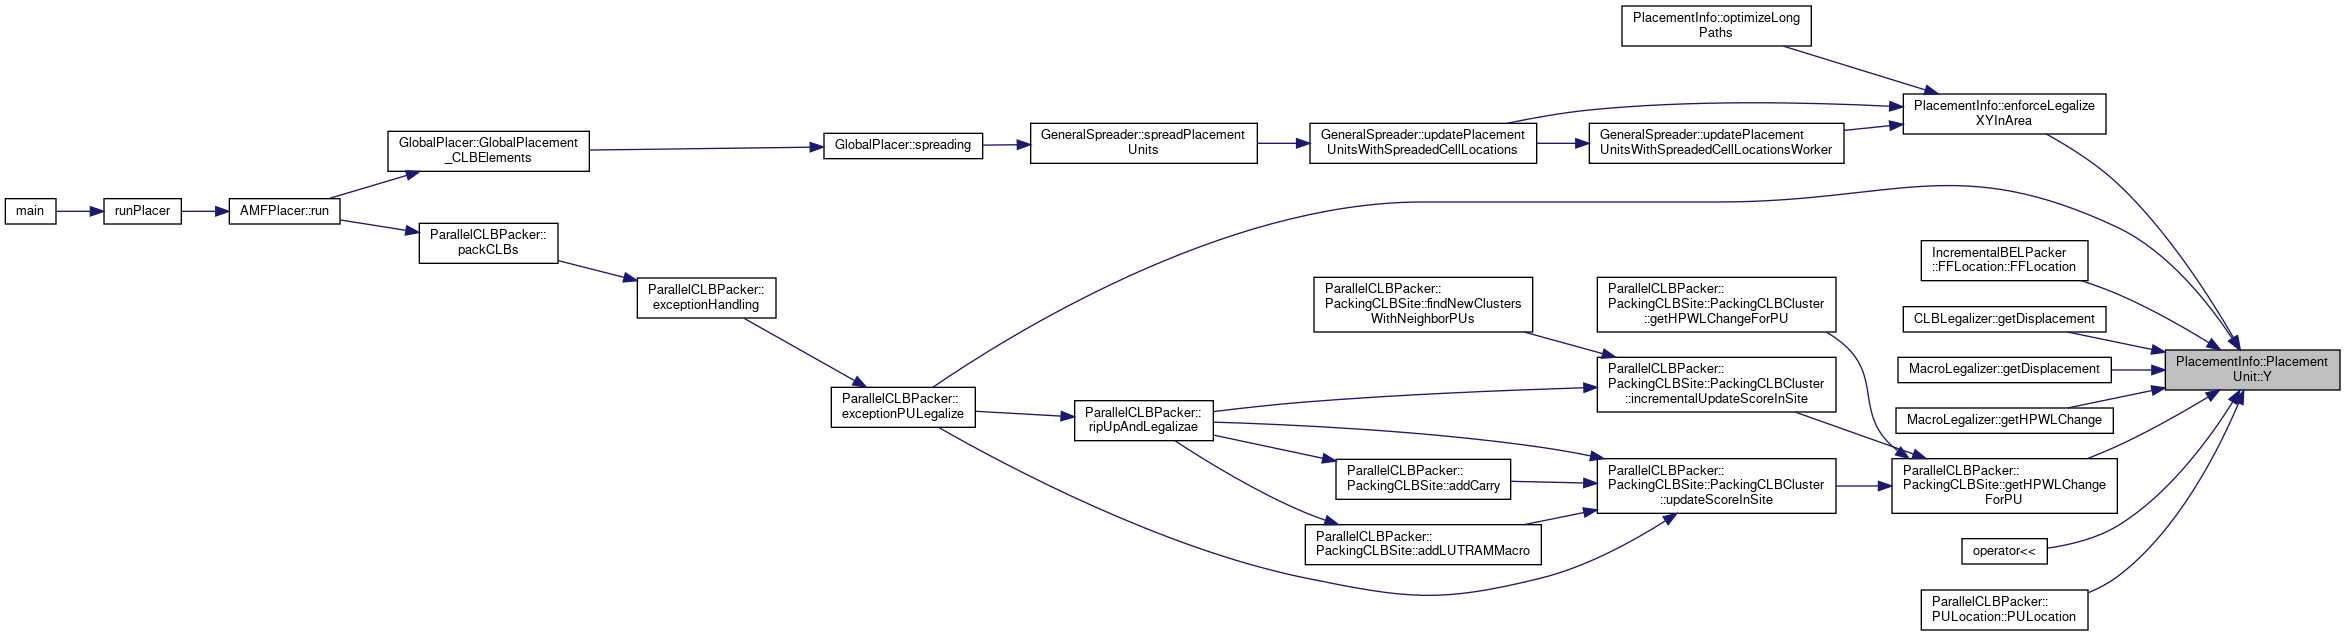 PlacementInfo::optimizeLong
Paths
PlacementInfo::enforceLegalize
XYInArea
GeneralSpreader::updatePlacement
UnitsWithSpreadedCellLocationsWorker
GeneralSpreader::updatePlacement
UnitsWithSpreadedCellLocations
GeneralSpreader::spreadPlacement
Units
GlobalPlacer::spreading
GlobalPlacer::GlobalPlacement
_CLBElements
main
runPlacer
AMFPlacer::run
ParallelCLBPacker::
packCLBs
ParallelCLBPacker::
exceptionHandling
ParallelCLBPacker::
exceptionPULegalize
ParallelCLBPacker::
ripUpAndLegalizae
ParallelCLBPacker::
PackingCLBSite::findNewClusters
WithNeighborPUs
ParallelCLBPacker::
PackingCLBSite::PackingCLBCluster
::getHPWLChangeForPU
ParallelCLBPacker::
PackingCLBSite::PackingCLBCluster
::incrementalUpdateScoreInSite
ParallelCLBPacker::
PackingCLBSite::addCarry
ParallelCLBPacker::
PackingCLBSite::PackingCLBCluster
::updateScoreInSite
ParallelCLBPacker::
PackingCLBSite::addLUTRAMMacro
IncrementalBELPacker
::FFLocation::FFLocation
CLBLegalizer::getDisplacement
MacroLegalizer::getDisplacement
MacroLegalizer::getHPWLChange
ParallelCLBPacker::
PackingCLBSite::getHPWLChange
ForPU
operator<<
ParallelCLBPacker::
PULocation::PULocation
PlacementInfo::Placement
Unit::Y